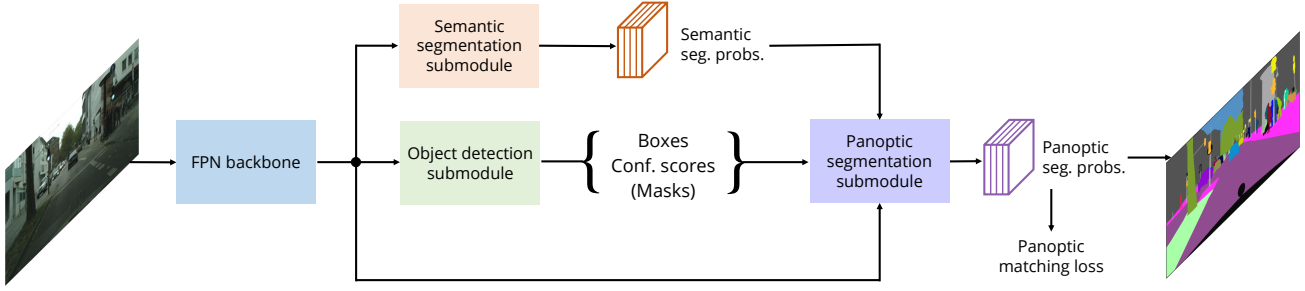 FPN backbone
Semantic
segmentation
submodule
Semantic
seg. probs.
Object detection
submodule
Boxes
Conf. scores
(Masks)
Panoptic
segmentation
submodule
Panoptic
seg. probs.
Panoptic
matching loss